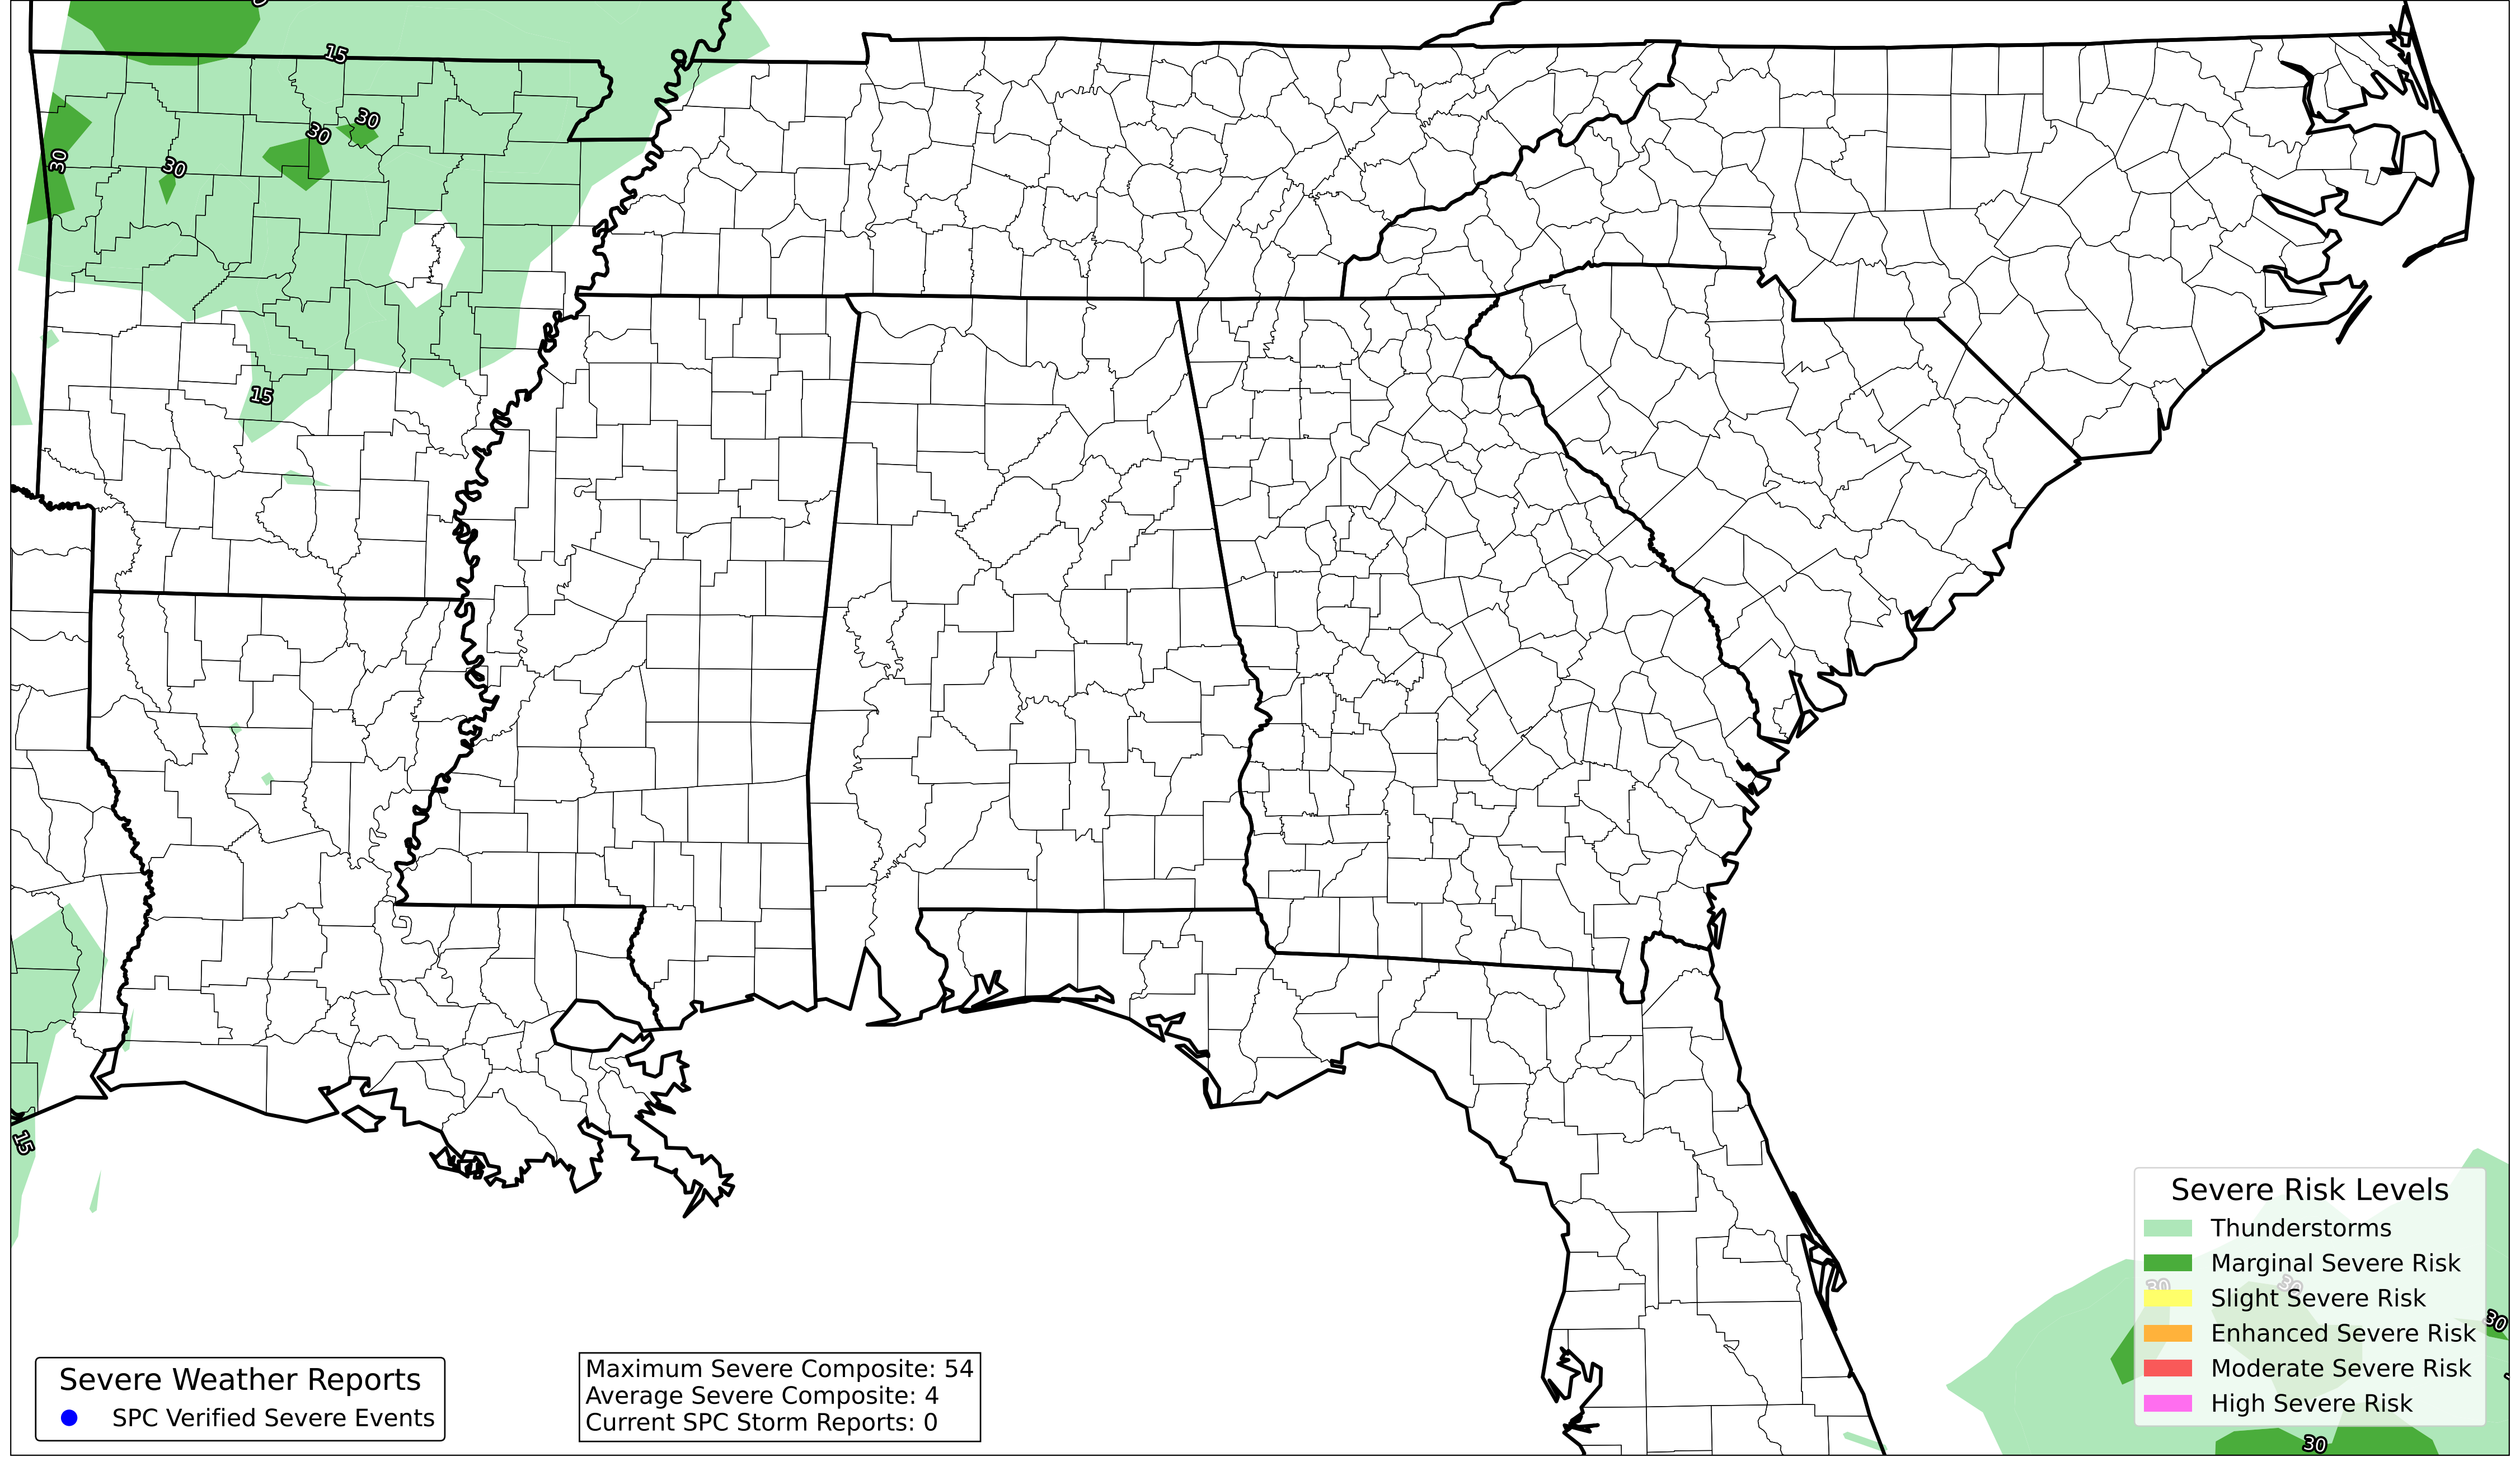 15
30
30
30
30
15
15
Severe Risk Levels
Thunderstorms
Marginal Severe Risk
30
30
Slight Severe Risk
30
Enhanced Severe Risk
Moderate Severe Risk
High Severe Risk
30
Severe Weather Reports
SPC Verified Severe Events
Maximum Severe Composite: 54
Average Severe Composite: 4
Current SPC Storm Reports: 0